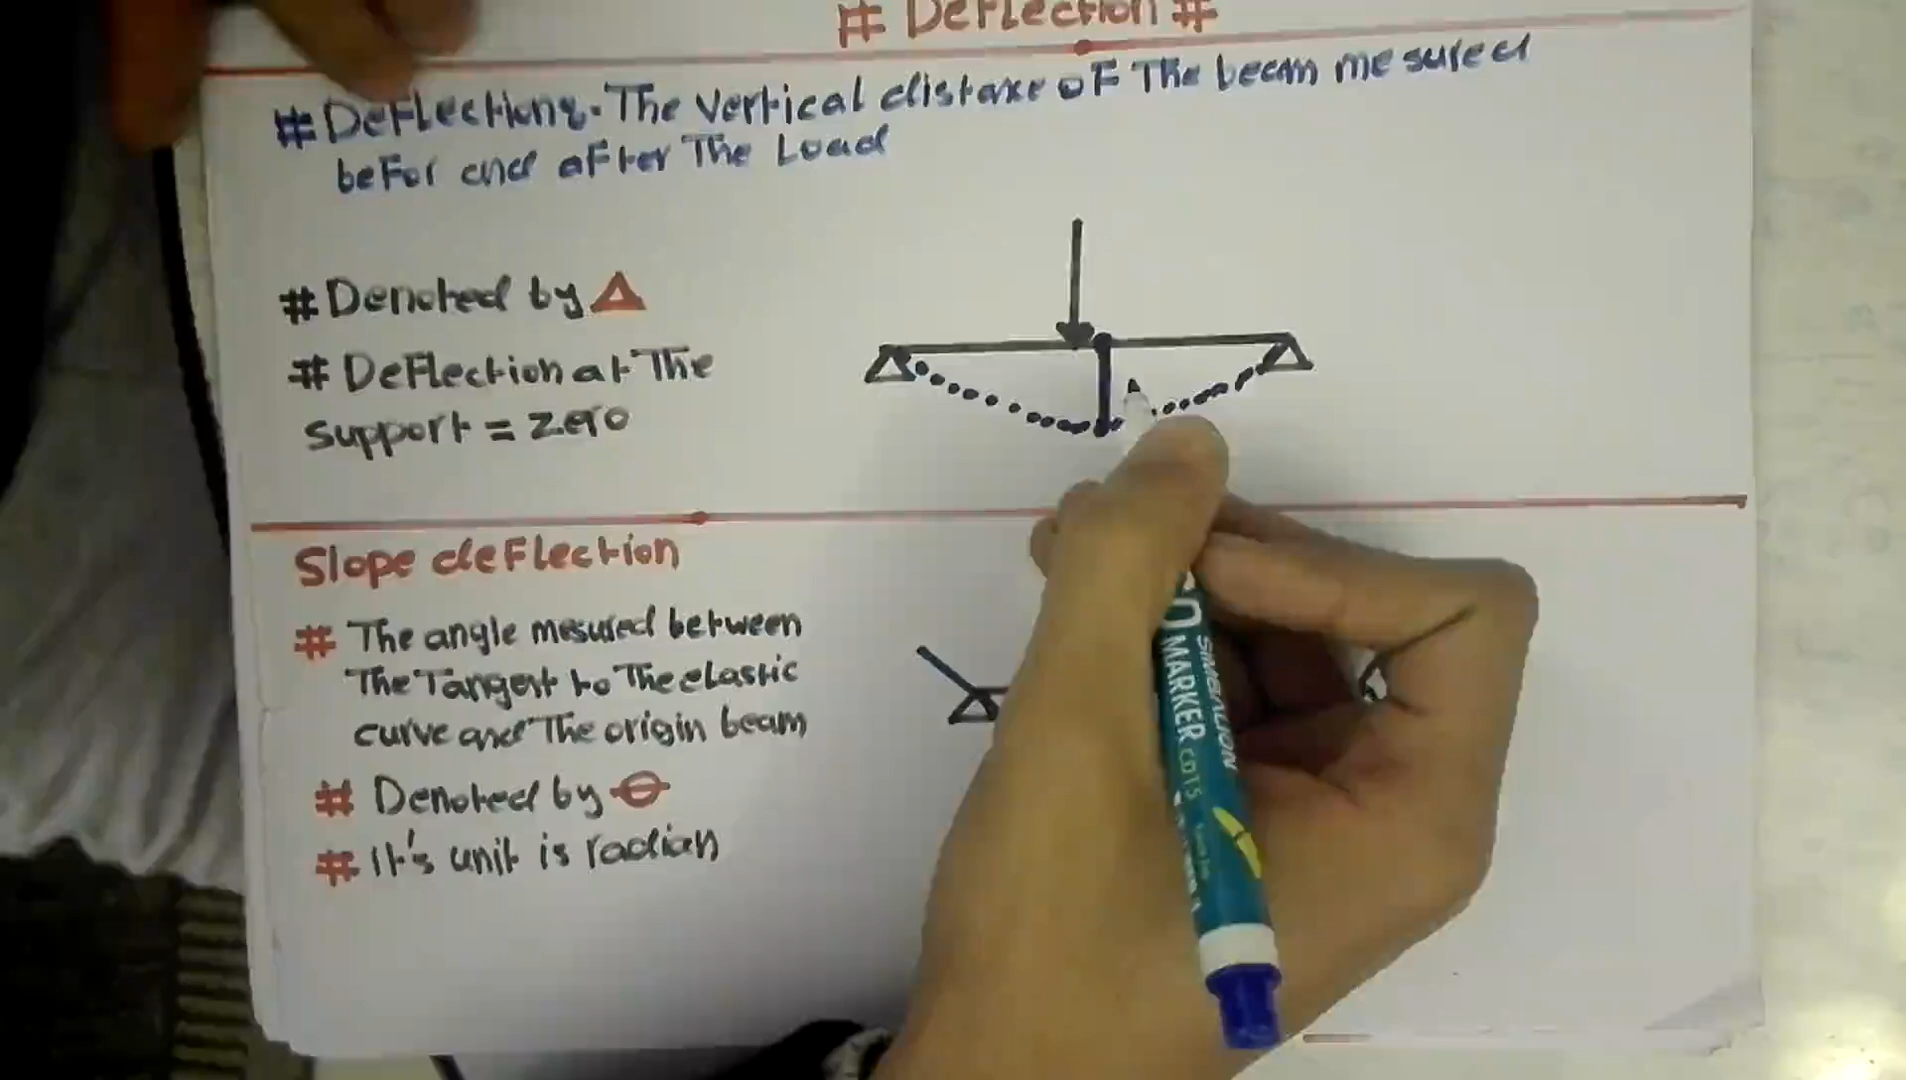 # Deflection #
# Deflection:- The vertical distance of The beam mesured
befor and after The Load
# Denoted by Δ
# Deflection at The
support = zero
Slope deflection
# The angle mesured between
The Tangest to The elastic
curve and The origin beam
# Denoted by θ
# It's unit is radian
SIMBALION
MARKER